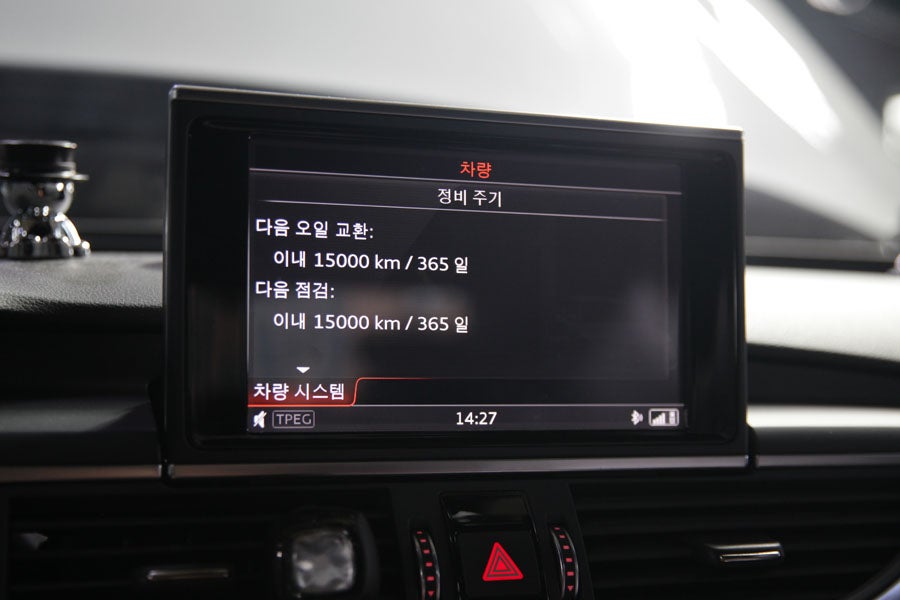 차량
정비 주기
다음 오일 교환:
이내 15000 km / 365 일
다음 점검:
이내 15000 km / 365 일
차량 시스템
TPEG 14:27